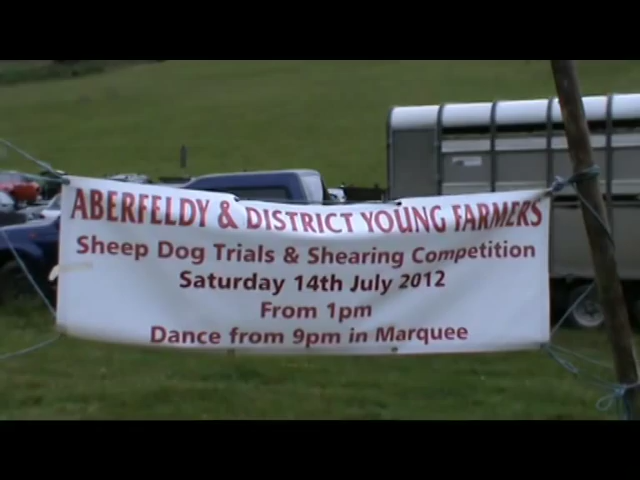 ABERFELDY & DISTRICT YOUNG FARMERS
Sheep Dog Trials & Shearing Competition
Saturday 14th July 2012
From 1pm
Dance from 9pm in Marquee